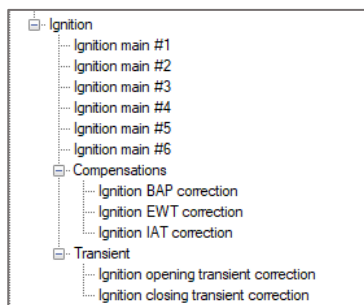 Ignition
Ignition main #1
Ignition main #2
Ignition main #3
Ignition main #4
Ignition main #5
Ignition main #6
Compensations
Ignition BAP correction
Ignition EWT correction
Ignition IAT correction
Transient
Ignition opening transient correction
Ignition closing transient correction